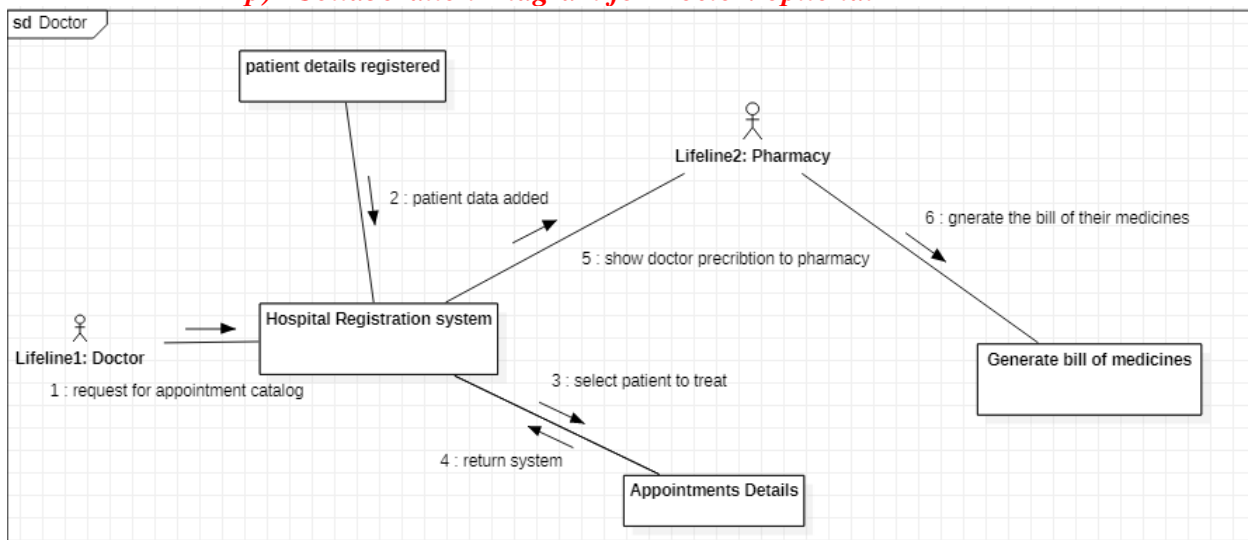 sd Doctor
patient details registered
Lifeline2: Pharmacy
2 : patient data added
6 : gnerate the bill of their medicines
5 : show doctor precribtion to pharmacy
Hospital Registration system
Lifeline1: Doctor
Generate bill of medicines
3 : select patient to treat
1 : request for appointment catalog
4 : return system
Appointments Details